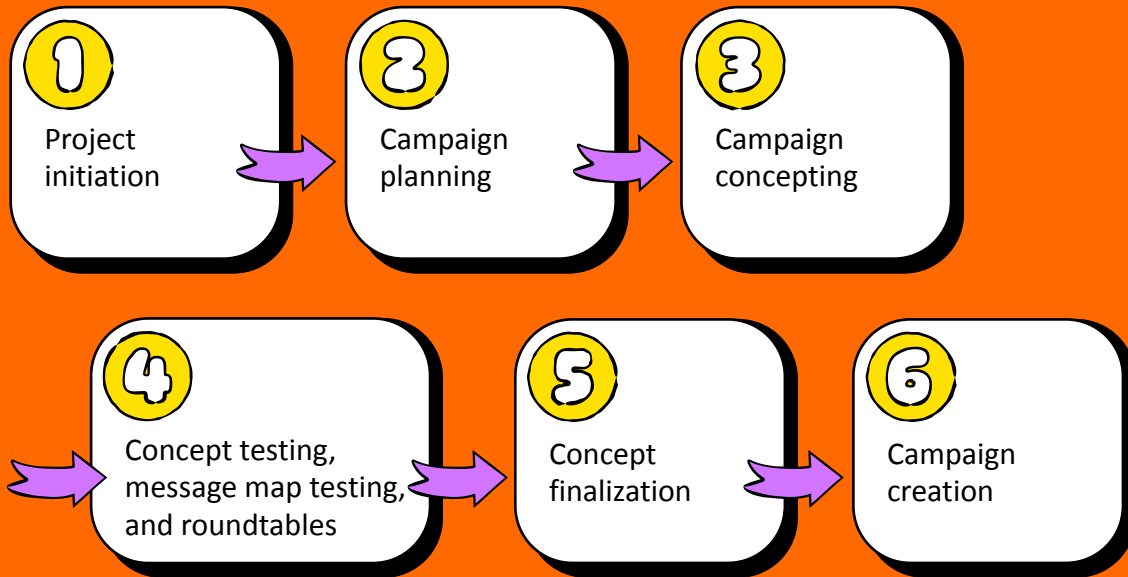 1
Project
initiation
2
Campaign
planning
3
Campaign
concepting
4
Concept testing,
message map testing,
and roundtables
5
Concept
finalization
6
Campaign
creation